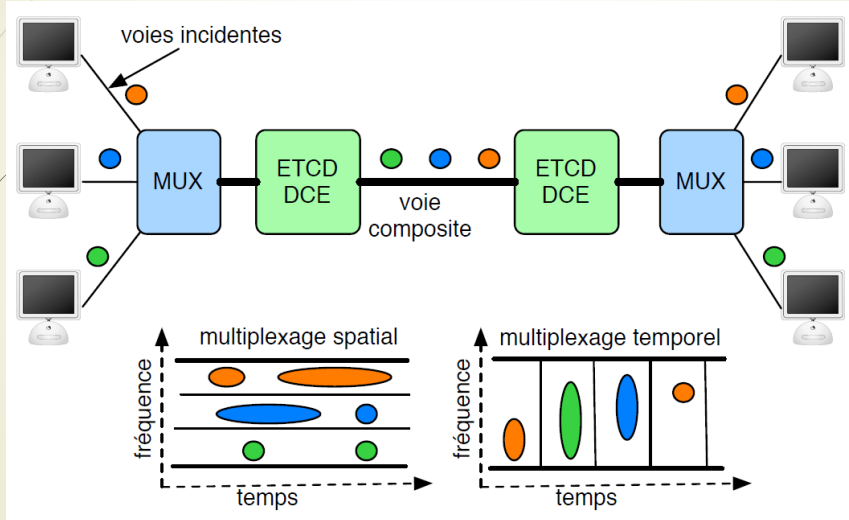 voies incidentes
MUX
ETCD
DCE
voie
composite
ETCD
DCE
MUX
multiplexage spatial
fréquence
temps
multiplexage temporel
fréquence
temps